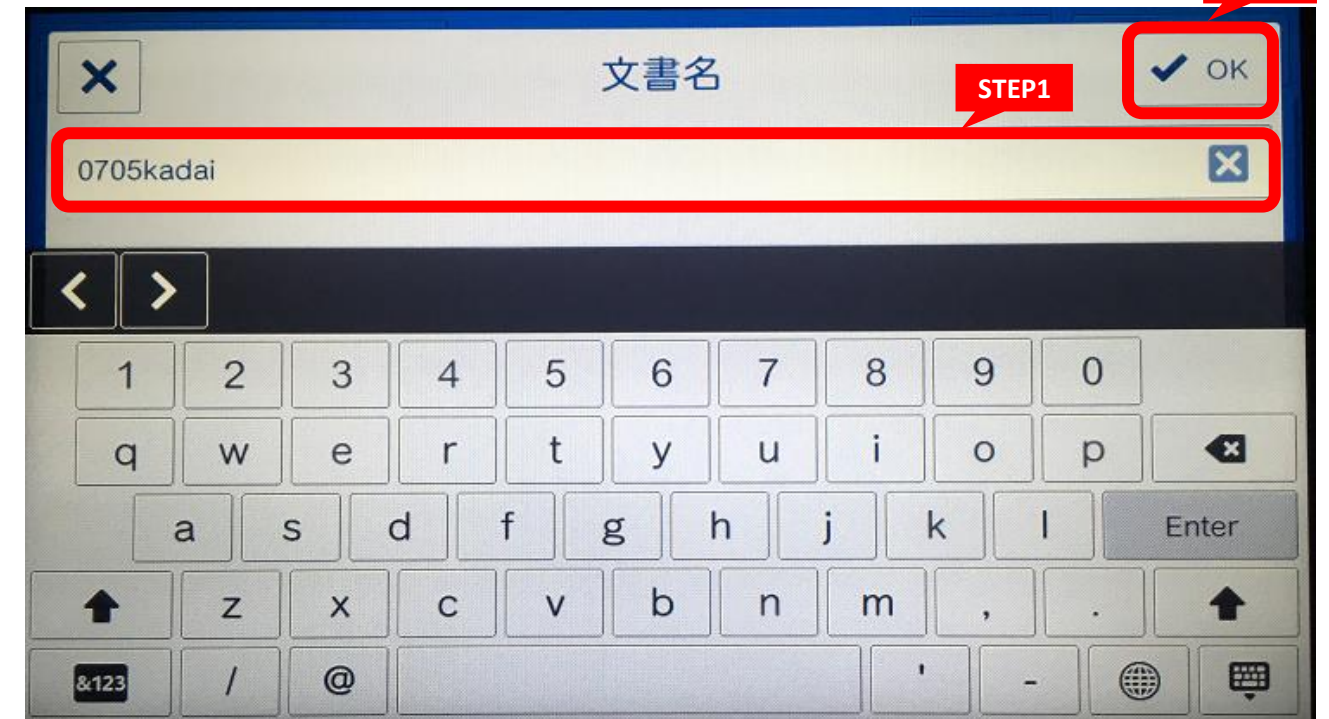 文書名
OK
STEP1
0705kadai
1 2 3 4 5 6 7 8 9 0
q w e r t y u i o p
a s d f g h j k l Enter
z x c v b n m , .
&123 / @ ' -